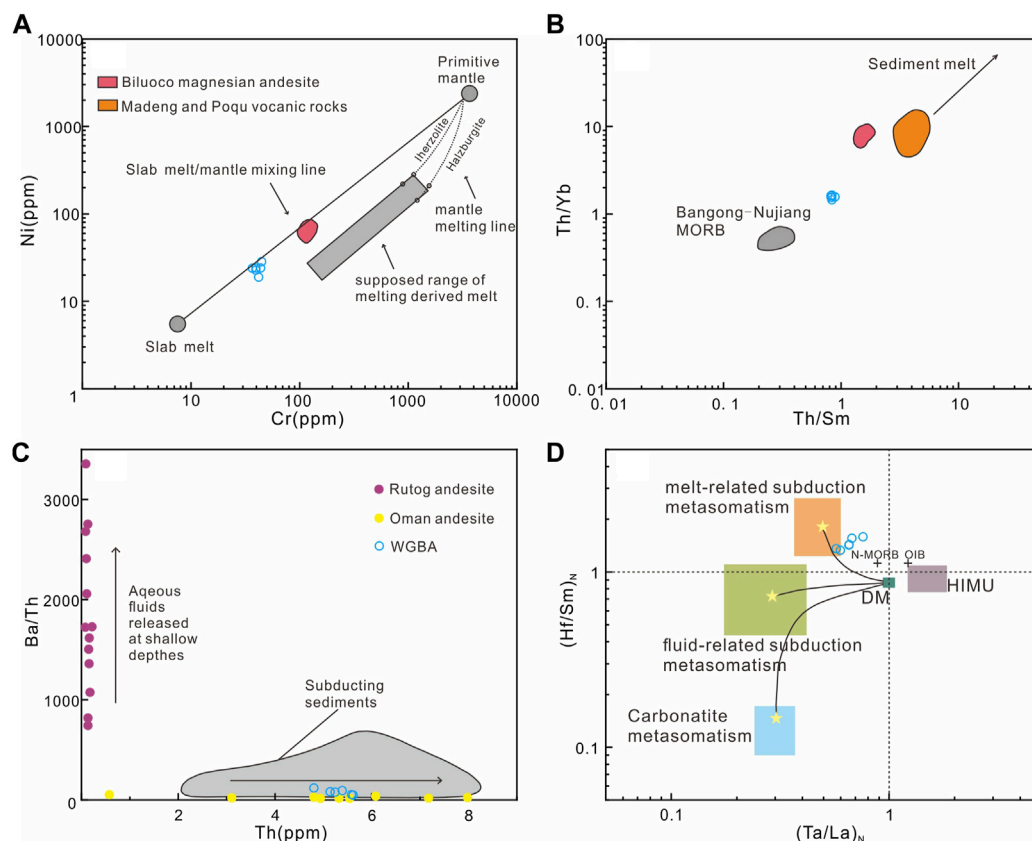 A
10000
1000
100
10
1
10
100
1000
10000
Ni(ppm)
Cr(ppm)
Biluoco magnesian andesite
Madeng and Poqu vocanic rocks
Primitive
mantle
lherzolite
Halzburgite
Slab melt/mantle mixing line
mantle
melting line
supposed range of
melting derived melt
Slab melt
B
100
10
1
0. 1
0. 01
0. 01
0. 1
1
10
Th/Yb
Th/Sm
Sediment melt
Bangong-Nujiang
MORB
C
3000
2000
1000
0
2
4
6
8
Ba/Th
Th(ppm)
Rutog andesite
Oman andesite
WGBA
Aqeous
fluids
released
at shallow
depthes
Subducting
sediments
D
1
0.1
0.1
1
(Hf/Sm)N
(Ta/La)N
melt-related subduction
metasomatism
N-MORB OIB
DM
HIMU
fluid-related subduction
metasomatism
Carbonatite
metasomatism